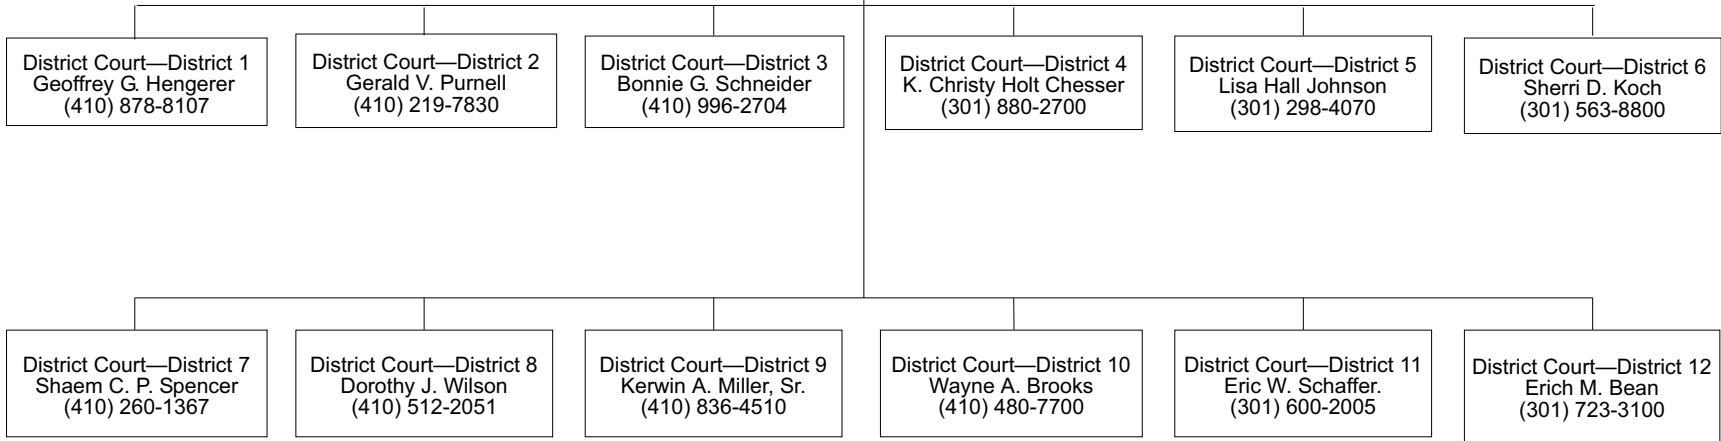 District Court—District 1
Geoffrey G. Hengerer
(410) 878-8107
District Court—District 2
Gerald V. Purnell
(410) 219-7830
District Court—District 3
Bonnie G. Schneider
(410) 996-2704
District Court—District 4
K. Christy Holt Chesser
(301) 880-2700
District Court—District 5
Lisa Hall Johnson
(301) 298-4070
District Court—District 6
Sherri D. Koch
(301) 563-8800
District Court—District 7
Shaem C. P. Spencer
(410) 260-1367
District Court—District 8
Dorothy J. Wilson
(410) 512-2051
District Court—District 9
Kerwin A. Miller, Sr.
(410) 836-4510
District Court—District 10
Wayne A. Brooks
(410) 480-7700
District Court—District 11
Eric W. Schaffer.
(301) 600-2005
District Court—District 12
Erich M. Bean
(301) 723-3100